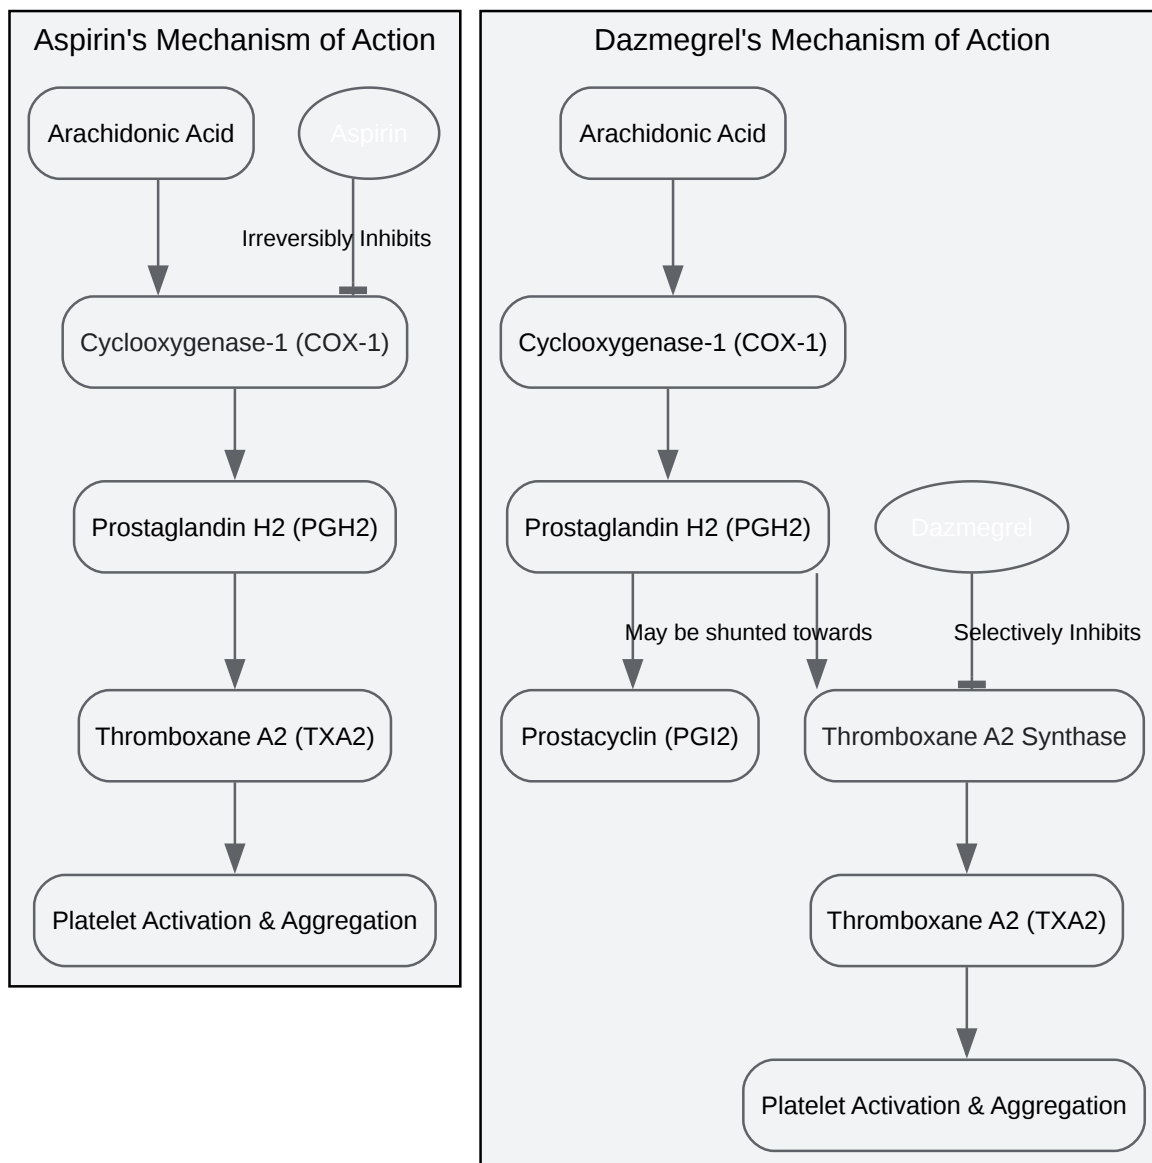 Aspirin's Mechanism of Action
Arachidonic Acid
Aspirin
Irreversibly Inhibits
Cyclooxygenase-1 (COX-1)
Prostaglandin H2 (PGH2)
Thromboxane A2 (TXA2)
Platelet Activation & Aggregation
Dazmegrel's Mechanism of Action
Arachidonic Acid
Cyclooxygenase-1 (COX-1)
Prostaglandin H2 (PGH2)
Dazmegrel
May be shunted towards
Selectively Inhibits
Prostacyclin (PGI2)
Thromboxane A2 Synthase
Thromboxane A2 (TXA2)
Platelet Activation & Aggregation